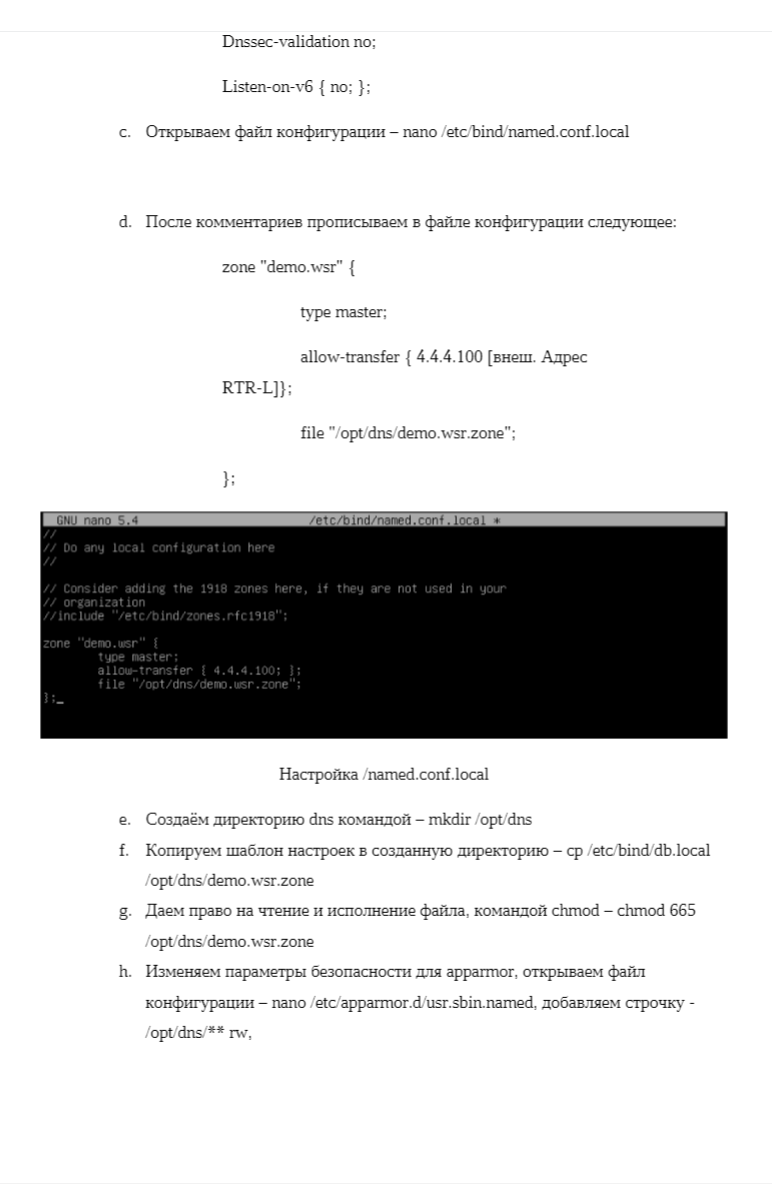 Dnssec-validation no;
Listen-on-v6 { no; };
c. Открываем файл конфигурации – nano /etc/bind/named.conf.local
d. После комментариев прописываем в файле конфигурации следующее:
zone "demo.wsr" {
type master;
allow-transfer { 4.4.4.100 [внеш. Адрес
RTR-L]};
file "/opt/dns/demo.wsr.zone";
};
GNU nano 5.4 /etc/bind/named.conf.local *
//
// Do any local configuration here
//
// Consider adding the 1918 zones here, if they are not used in your
// organization
//include "/etc/bind/zones.rfc1918";
zone "demo.wsr" {
type master;
allow-transfer { 4.4.4.100; };
file "/opt/dns/demo.wsr.zone";
};_
Настройка /named.conf.local
e. Создаём директорию dns командой – mkdir /opt/dns
f. Копируем шаблон настроек в созданную директорию – cp /etc/bind/db.local
/opt/dns/demo.wsr.zone
g. Даем право на чтение и исполнение файла, командой chmod – chmod 665
/opt/dns/demo.wsr.zone
h. Изменяем параметры безопасности для apparmor, открываем файл
конфигурации – nano /etc/apparmor.d/usr.sbin.named, добавляем строчку -
/opt/dns/** rw,